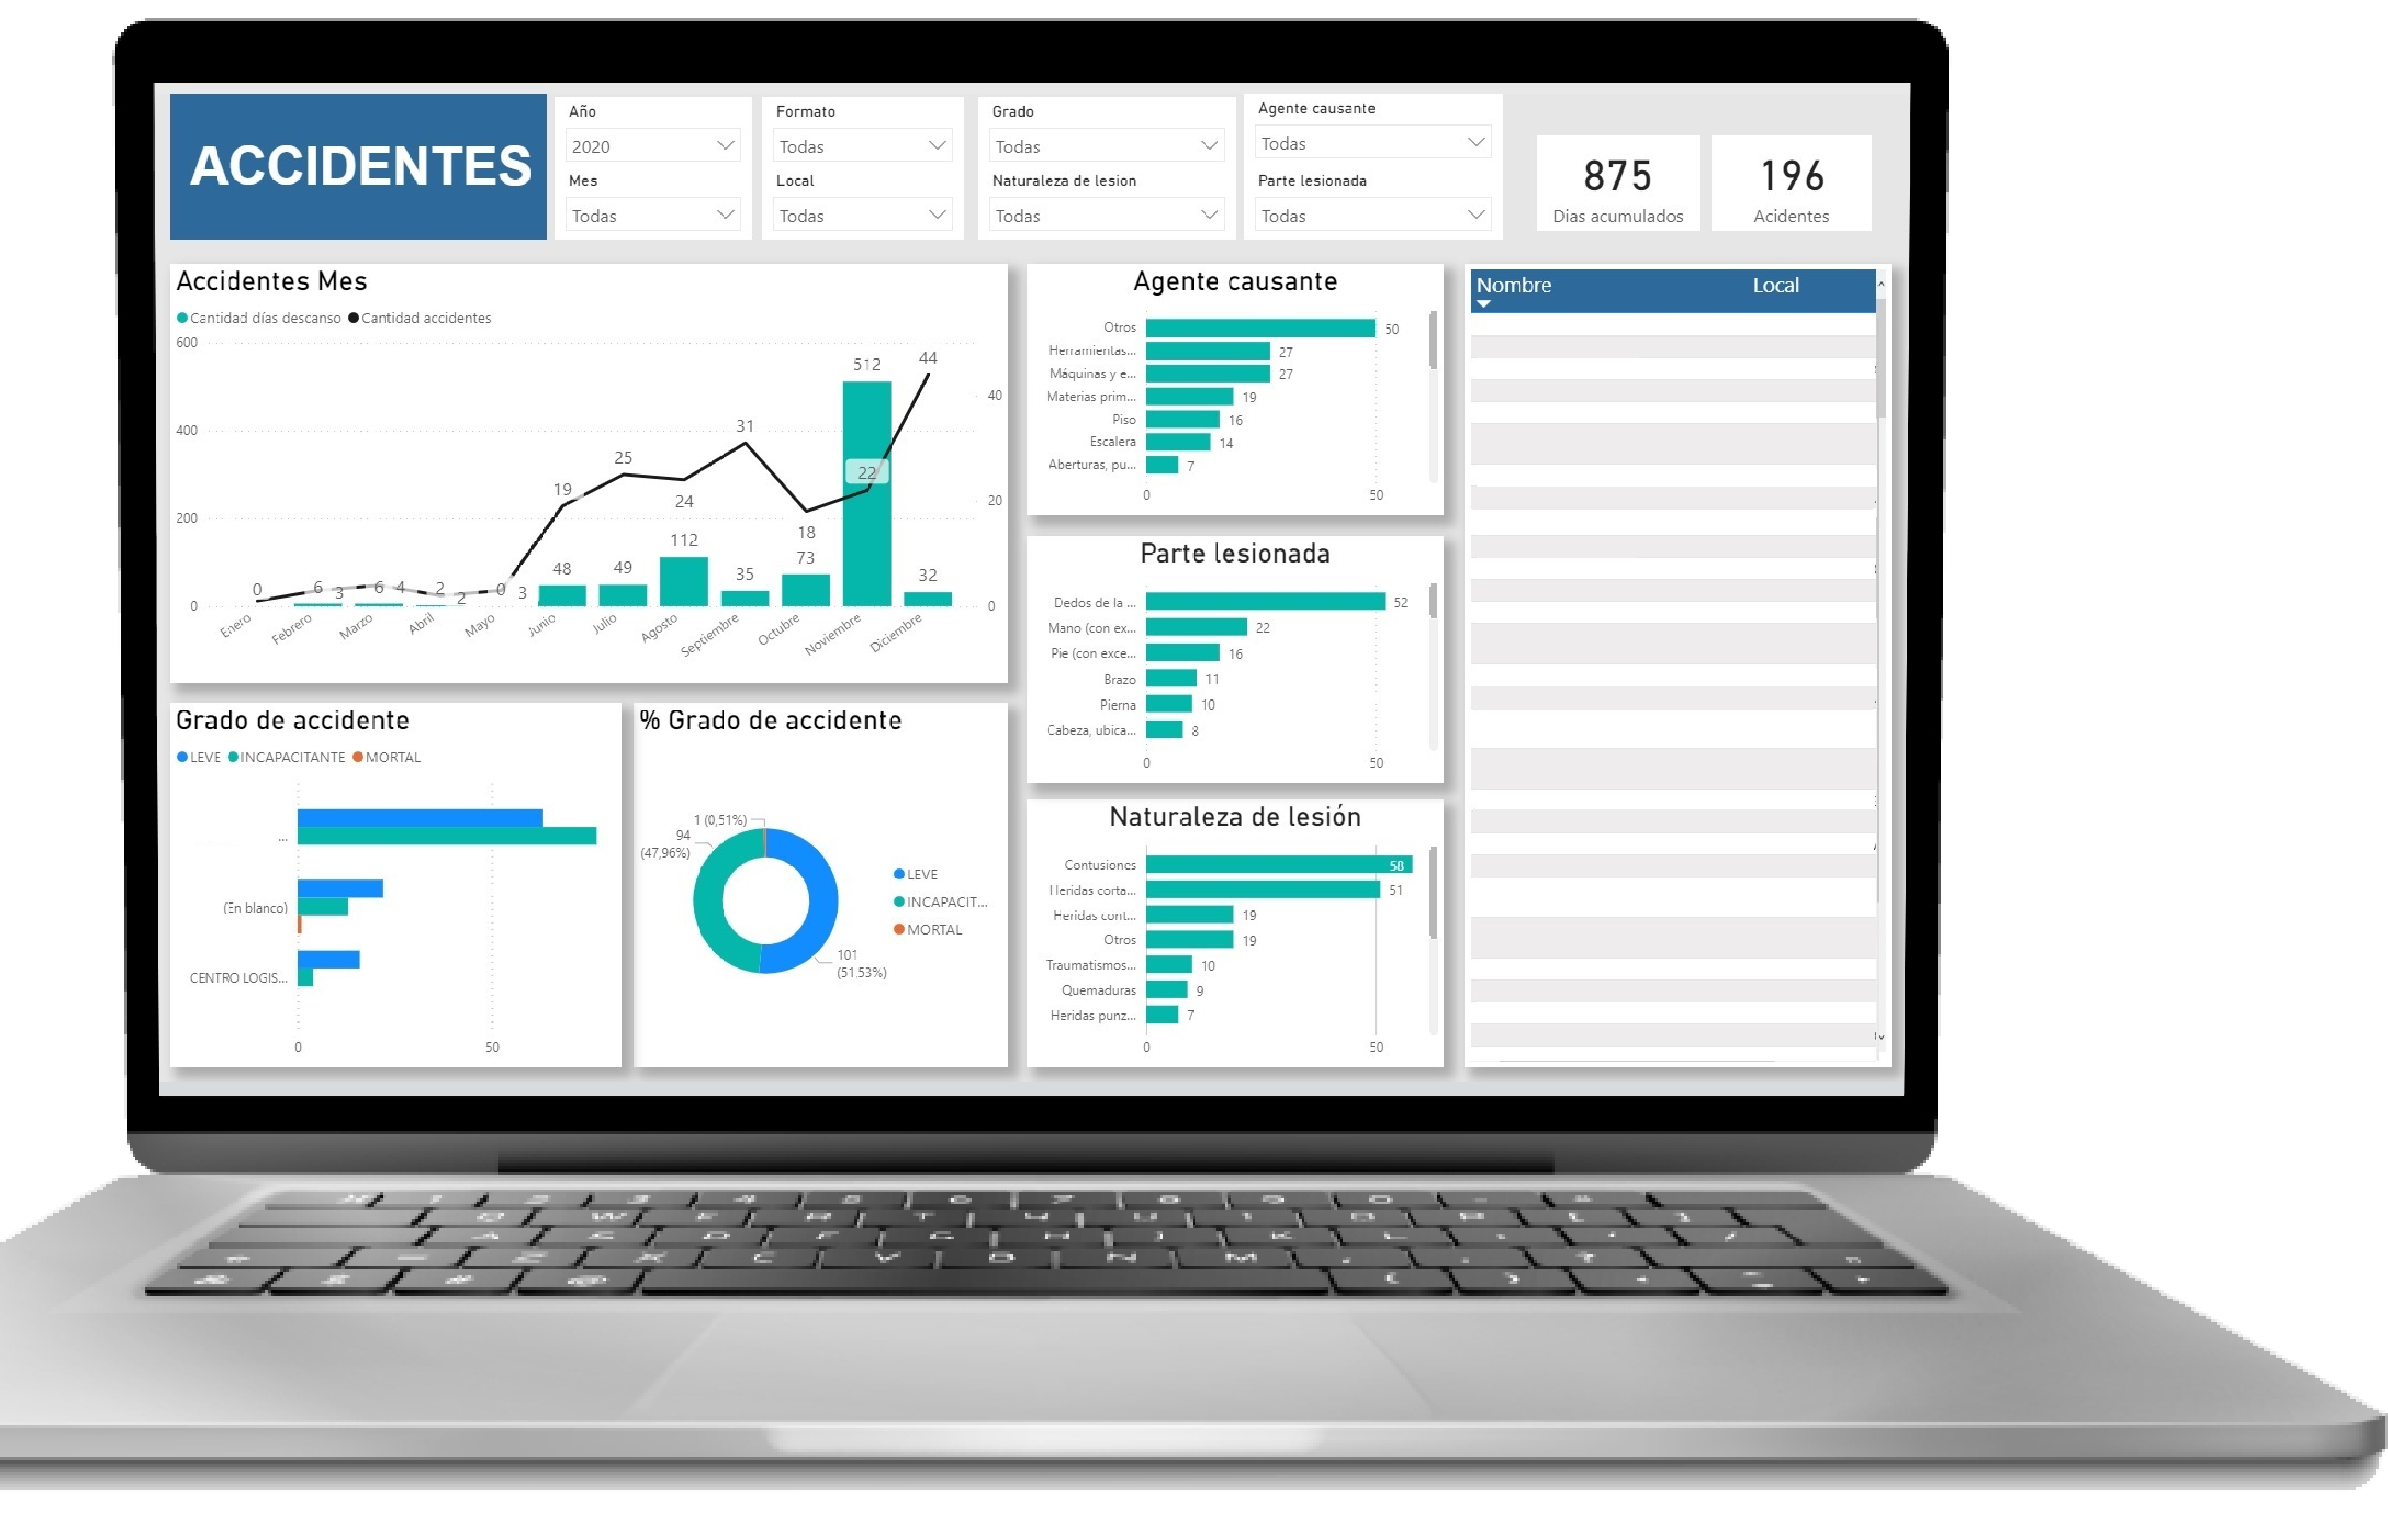 ACCIDENTES
Año
2020
Mes
Todas
Formato
Todas
Local
Todas
Grado
Todas
Naturaleza de lesion
Todas
Agente causante
Todas
Parte lesionada
Todas
875
Dias acumulados
196
Acidentes
Accidentes Mes
Cantidad días descanso Cantidad accidentes
600
400
200
0
40
20
0
0 6 3 6 4 2 2 0 3
19 25 24 31 18 22 44
48 49 112 35 73 512 32
Enero Febrero Marzo Abril Mayo Junio Julio Agosto Septiembre Octubre Noviembre Diciembre
Grado de accidente
LEVE INCAPACITANTE MORTAL
...
(En blanco)
CENTRO LOGIS...
0 50
% Grado de accidente
1 (0,51%)
94
(47,96%)
101
(51,53%)
LEVE
INCAPACIT...
MORTAL
Agente causante
Otros 50
Herramientas... 27
Máquinas y e... 27
Materias prim... 19
Piso 16
Escalera 14
Aberturas, pu... 7
0 50
Parte lesionada
Dedos de la ... 52
Mano (con ex... 22
Pie (con exce... 16
Brazo 11
Pierna 10
Cabeza, ubica... 8
0 50
Naturaleza de lesión
Contusiones 58
Heridas corta... 51
Heridas cont... 19
Otros 19
Traumatismos... 10
Quemaduras 9
Heridas punz... 7
0 50
Nombre Local